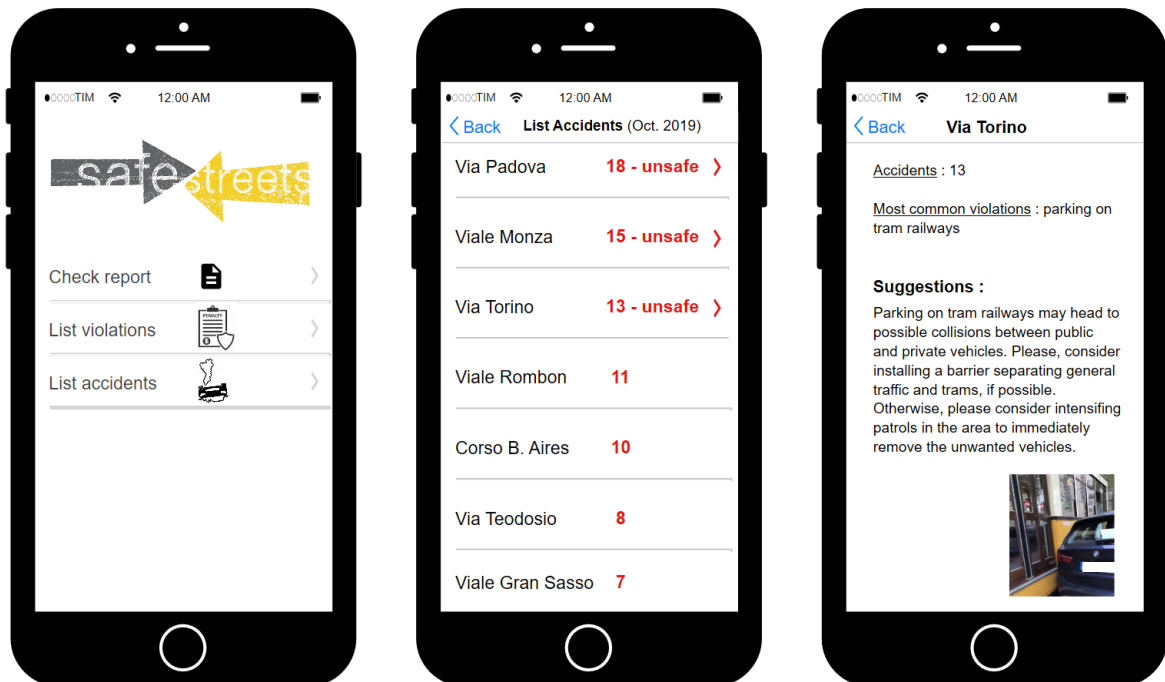 TIM 12:00 AM
safestreets
Check report
List violations
PENALTY
List accidents
TIM 12:00 AM
Back List Accidents (Oct. 2019)
Via Padova 18 - unsafe
Viale Monza 15 - unsafe
Via Torino 13 - unsafe
Viale Rombon 11
Corso B. Aires 10
Via Teodosio 8
Viale Gran Sasso 7
TIM 12:00 AM
Back Via Torino
Accidents : 13
Most common violations : parking on
tram railways
Suggestions :
Parking on tram railways may head to
possible collisions between public
and private vehicles. Please, consider
installing a barrier separating general
traffic and trams, if possible.
Otherwise, please consider intensifing
patrols in the area to immediately
remove the unwanted vehicles.